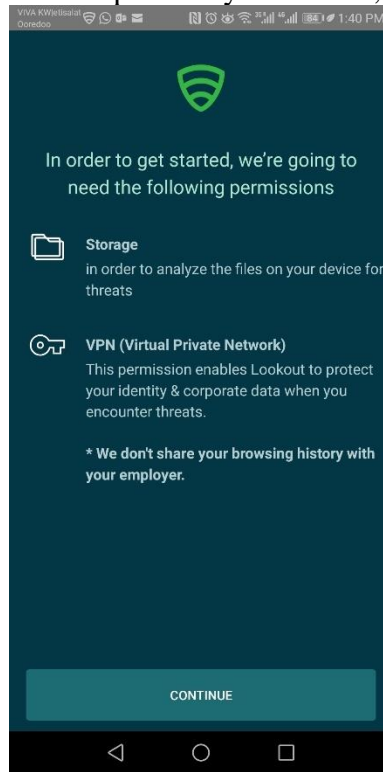 VIVA KW|etisalat
Ooredoo
84 1:40 PM
In order to get started, we're going to
need the following permissions
Storage
in order to analyze the files on your device for
threats
VPN (Virtual Private Network)
This permission enables Lookout to protect
your identity & corporate data when you
encounter threats.
* We don't share your browsing history with
your employer.
CONTINUE